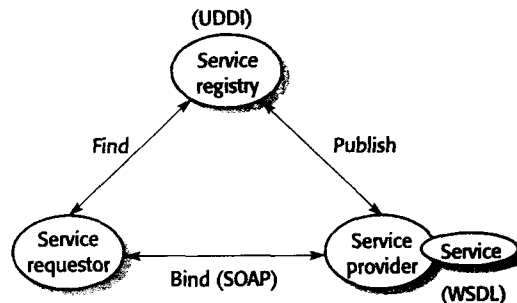 (UDDI)
Service
registry
Find
Publish
Service
requestor
Bind (SOAP)
Service
provider
Service
(WSDL)